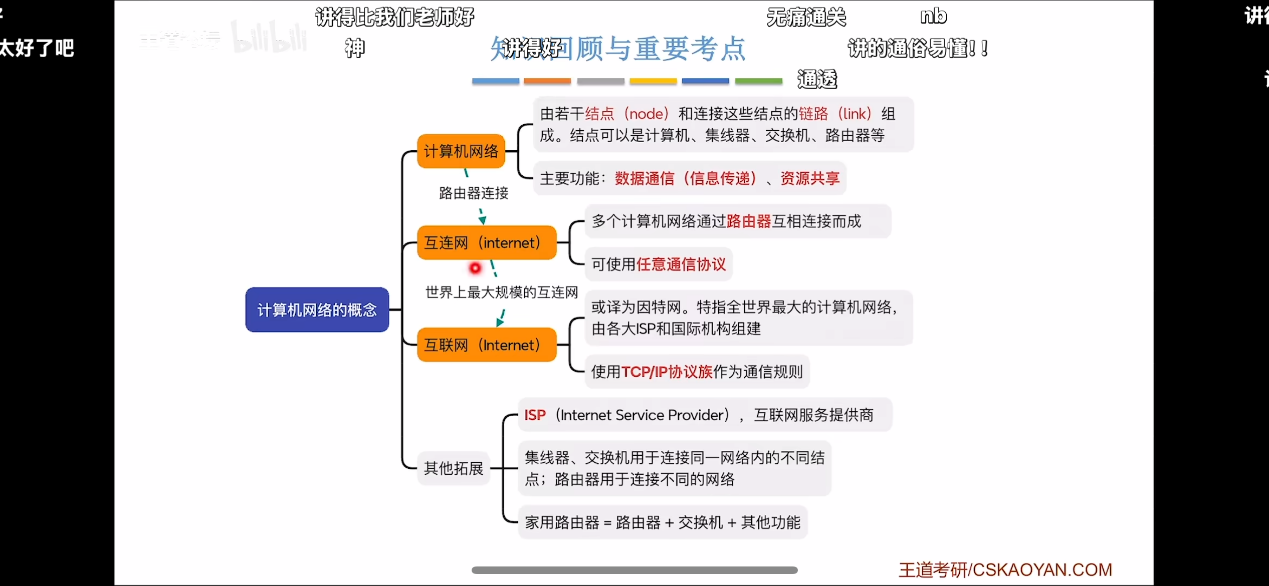 讲得比我们老师好
无痛通关
nb
太好了吧
神
讲得好
讲的通俗易懂！！
bilibili
回顾与重要考点
通透
由若干结点（node）和连接这些结点的链路（link）组
成。结点可以是计算机、集线器、交换机、路由器等
计算机网络
主要功能：数据通信（信息传递）、资源共享
路由器连接
多个计算机网络通过路由器互相连接而成
互连网（internet）
可使用任意通信协议
世界上最大规模的互连网
或译为因特网。特指全世界最大的计算机网络，
由各大ISP和国际机构组建
计算机网络的概念
互联网（Internet）
使用TCP/IP协议族作为通信规则
ISP（Internet Service Provider），互联网服务提供商
集线器、交换机用于连接同一网络内的不同结
点；路由器用于连接不同的网络
其他拓展
家用路由器 = 路由器 + 交换机 + 其他功能
王道考研/CSKAOYAN.COM